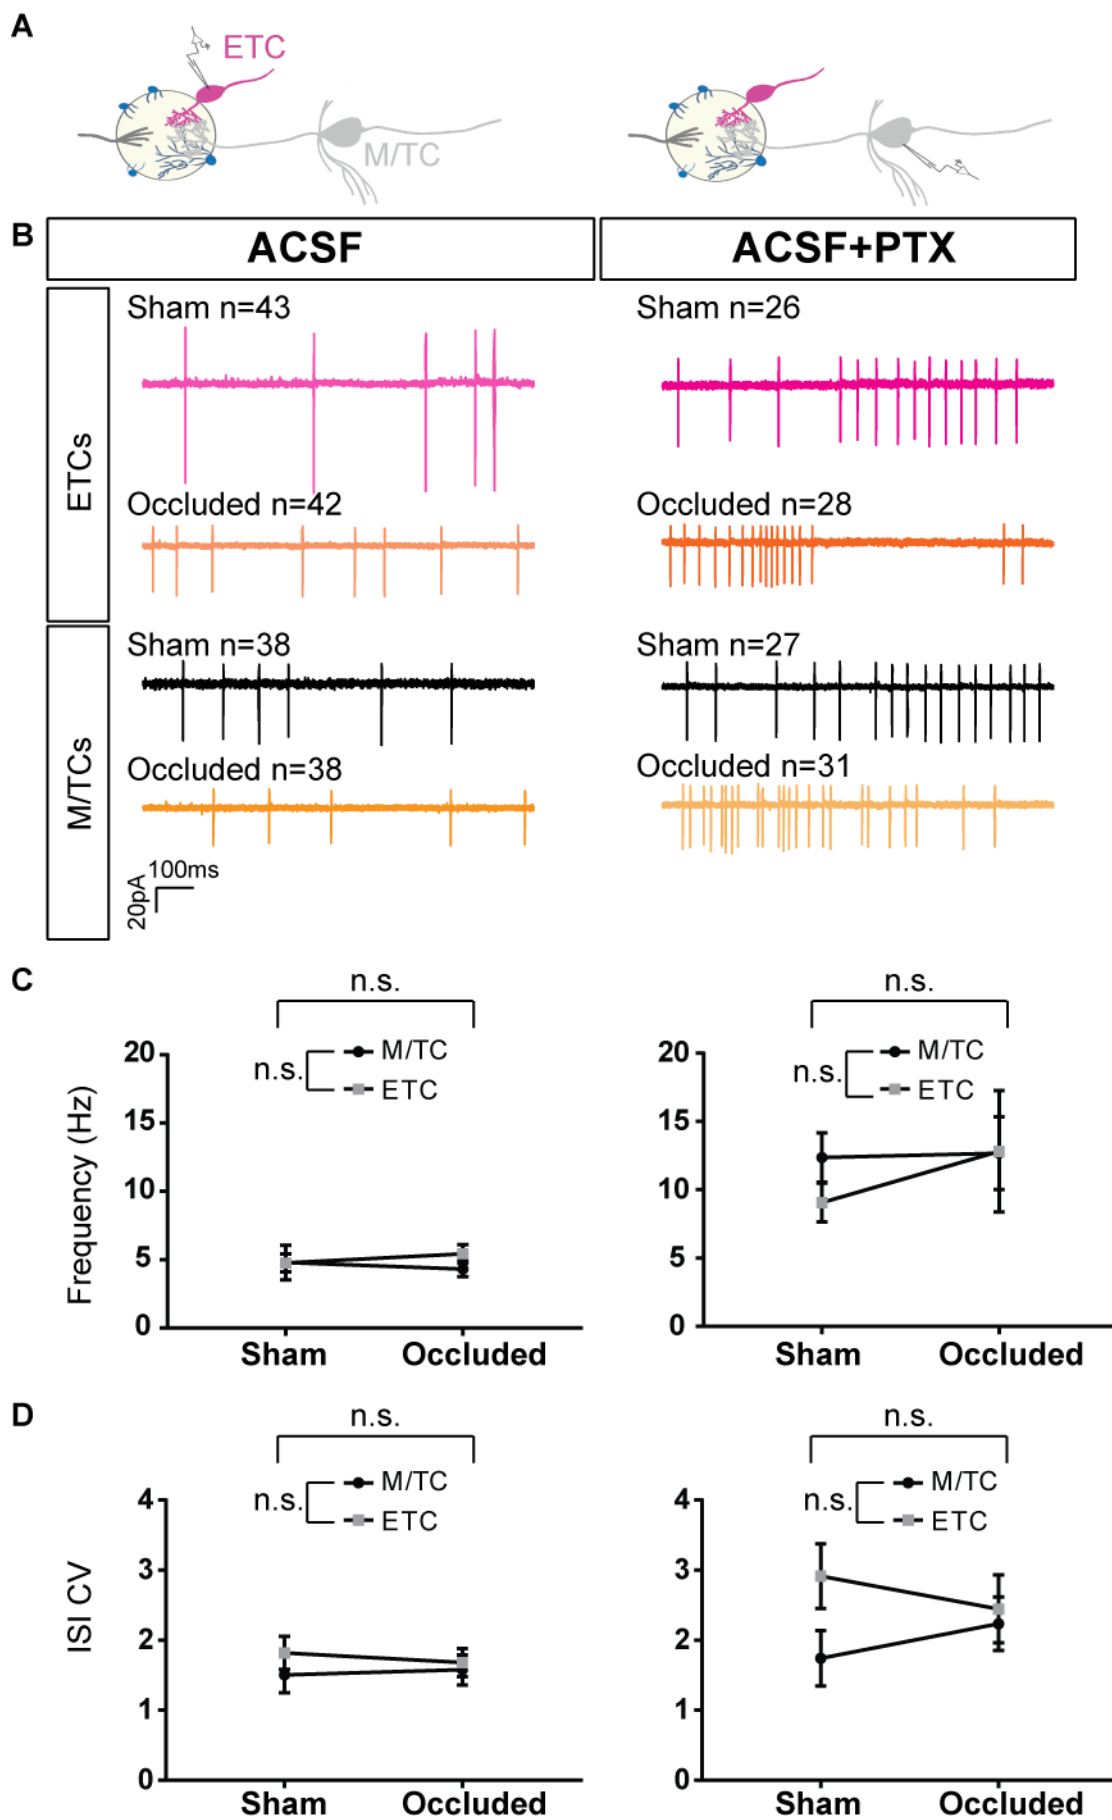 A
ETC
M/TC
B
ACSF
ACSF+PTX
ETCs
Sham n=43
Sham n=26
Occluded n=42
Occluded n=28
M/TCs
Sham n=38
Sham n=27
Occluded n=38
Occluded n=31
100ms
20pA
C
n.s.
n.s.
M/TC
ETC
Frequency (Hz)
20
15
10
5
0
Sham
Occluded
n.s.
n.s.
M/TC
ETC
20
15
10
5
0
Sham
Occluded
D
n.s.
n.s.
M/TC
ETC
ISI CV
4
3
2
1
0
Sham
Occluded
n.s.
n.s.
M/TC
ETC
4
3
2
1
0
Sham
Occluded